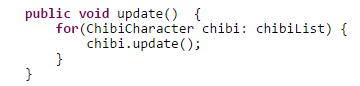 public void update()  {
    for(ChibiCharacter chibi: chibiList) {
        chibi.update();
    }
}